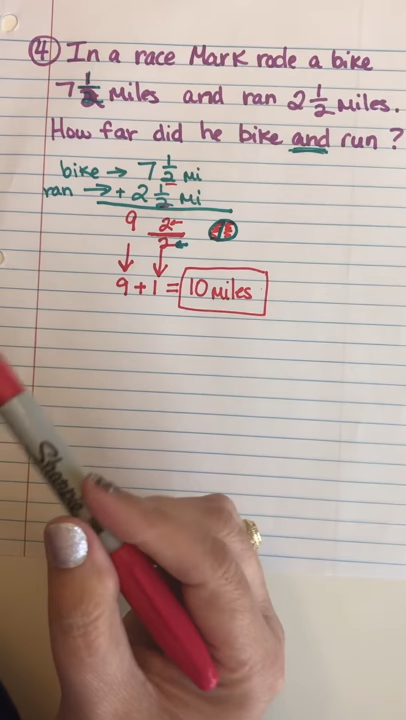 ④ In a race Mark rode a bike
7 1/2 miles and ran 2 1/2 miles.
How far did he bike and run ?
bike → 7 1/2 mi
ran → + 2 1/2 mi
9 2/2
9 + 1 = 10 miles
Sharpie